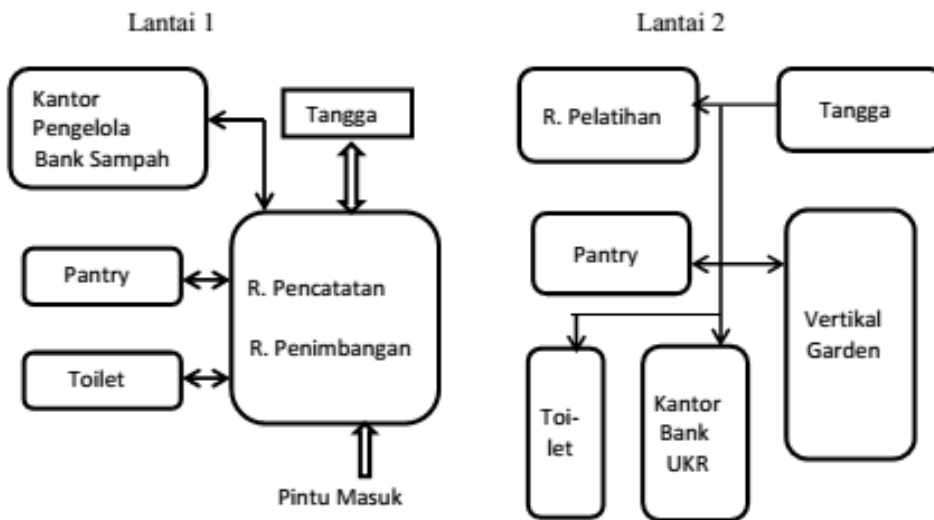 Lantai 1
Kantor
Pengelola
Bank Sampah
Tangga
Pantry
R. Pencatatan
R. Penimbangan
Toilet
Pintu Masuk
Lantai 2
R. Pelatihan
Tangga
Pantry
Vertikal
Garden
Toi-
let
Kantor
Bank
UKR